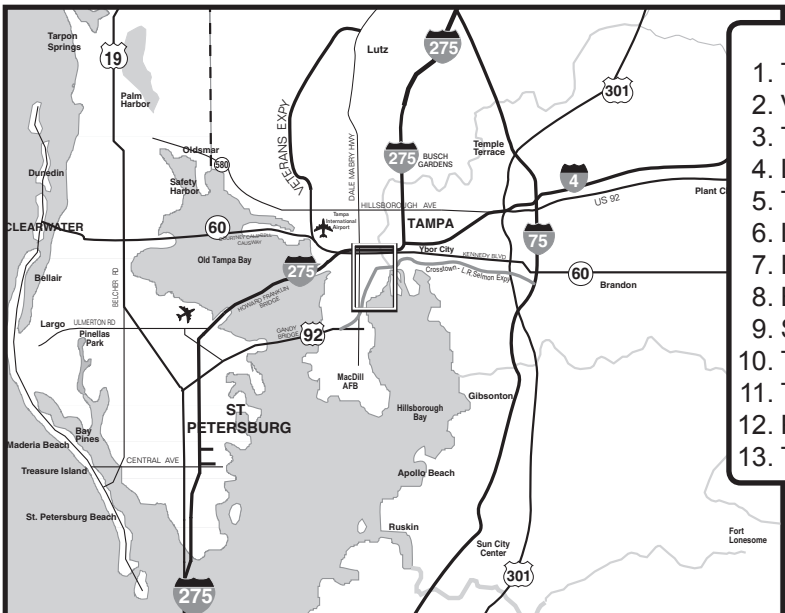 Tarpon
Springs
19
Palm
Harbor
Lutz
275
301
VETERANS EXPY
DALE MABRY HWY
Oldsmar
580
Safety
Harbor
Dunedin
275
BUSCH
GARDENS
Temple
Terrace
4
HILLSBOROUGH AVE
US 92
Plant C
CLEARWATER
60
COURTNEY CAMPBELL
CAUSEWAY
Tampa
International
Airport
TAMPA
Ybor City
75
KENNEDY BLVD
Old Tampa Bay
275
Crosstown - L.R.Selmon Expy
60
Brandon
Bellair
BELCHER RD
HOWARD FRANKLIN
BRIDGE
Largo
ULMERTON RD
Pinellas
Park
GANDY
BRIDGE
92
MacDill
AFB
Gibsonton
Hillsborough
Bay
ST
PETERSBURG
Bay
Pines
Maderia Beach
CENTRAL AVE
Treasure Island
Apollo Beach
St. Petersburg Beach
Ruskin
Sun City
Center
Fort
Lonesome
301
275
1. T
2. V
3. T
4.
5. T
6.
7.
8.
9. S
10. T
11. T
12.
13. T